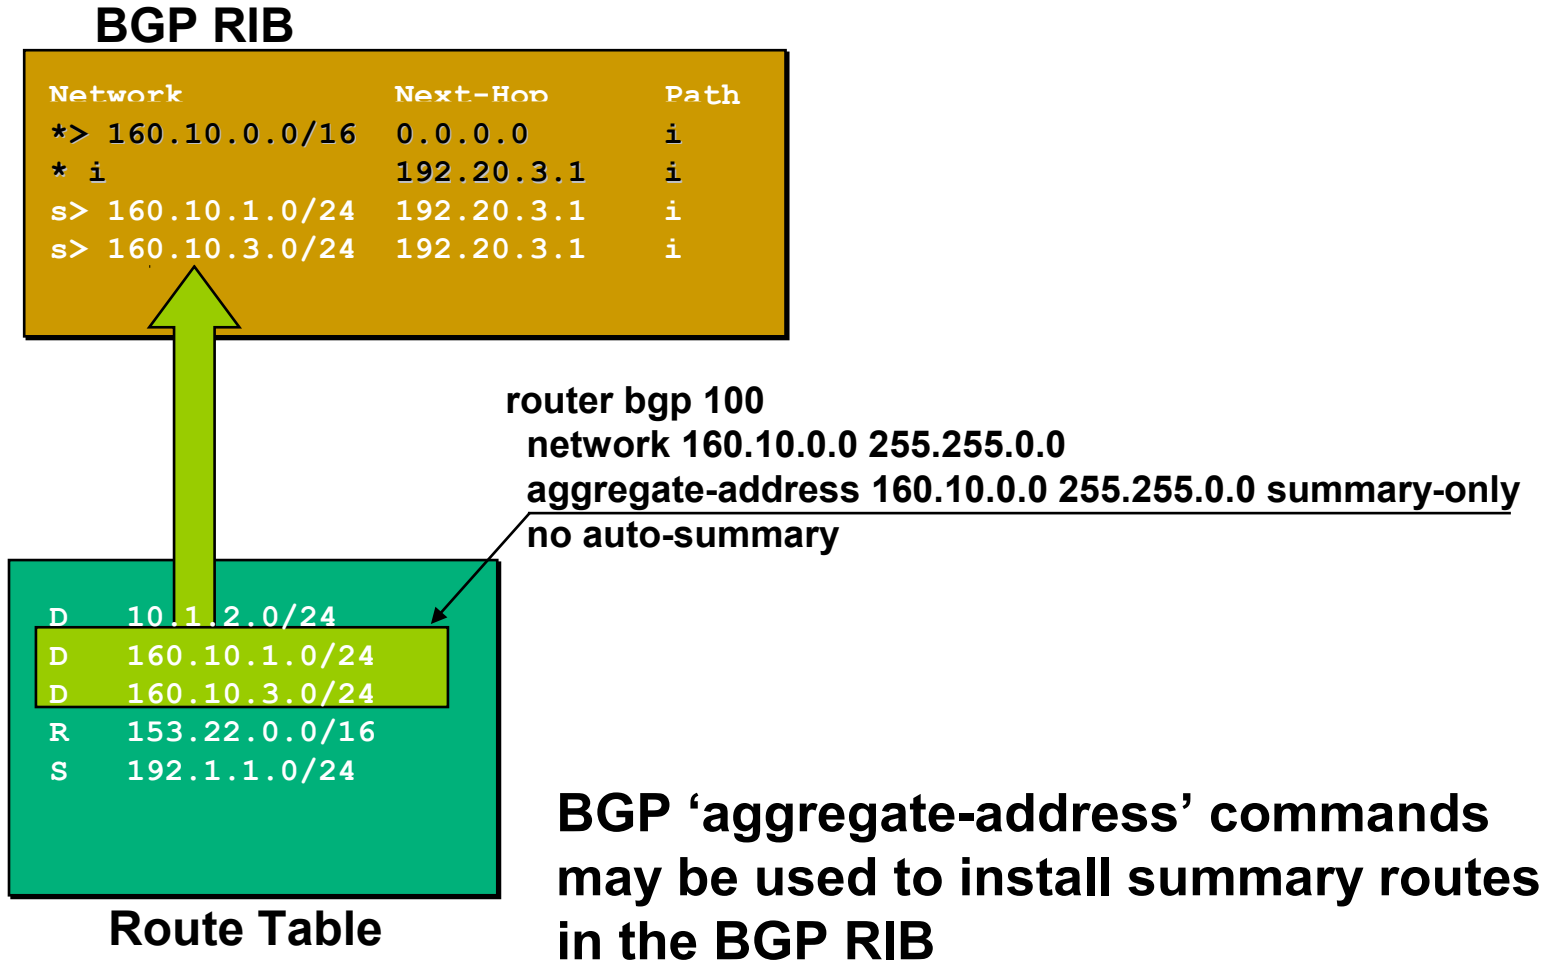 BGP RIB
Network Next-Hop Path
*> 160.10.0.0/16 0.0.0.0 i
* i 192.20.3.1 i
s> 160.10.1.0/24 192.20.3.1 i
s> 160.10.3.0/24 192.20.3.1 i
router bgp 100
network 160.10.0.0 255.255.0.0
aggregate-address 160.10.0.0 255.255.0.0 summary-only
no auto-summary
D 10.1.2.0/24
D 160.10.1.0/24
D 160.10.3.0/24
R 153.22.0.0/16
S 192.1.1.0/24
Route Table
BGP ‘aggregate-address’ commands
may be used to install summary routes
in the BGP RIB